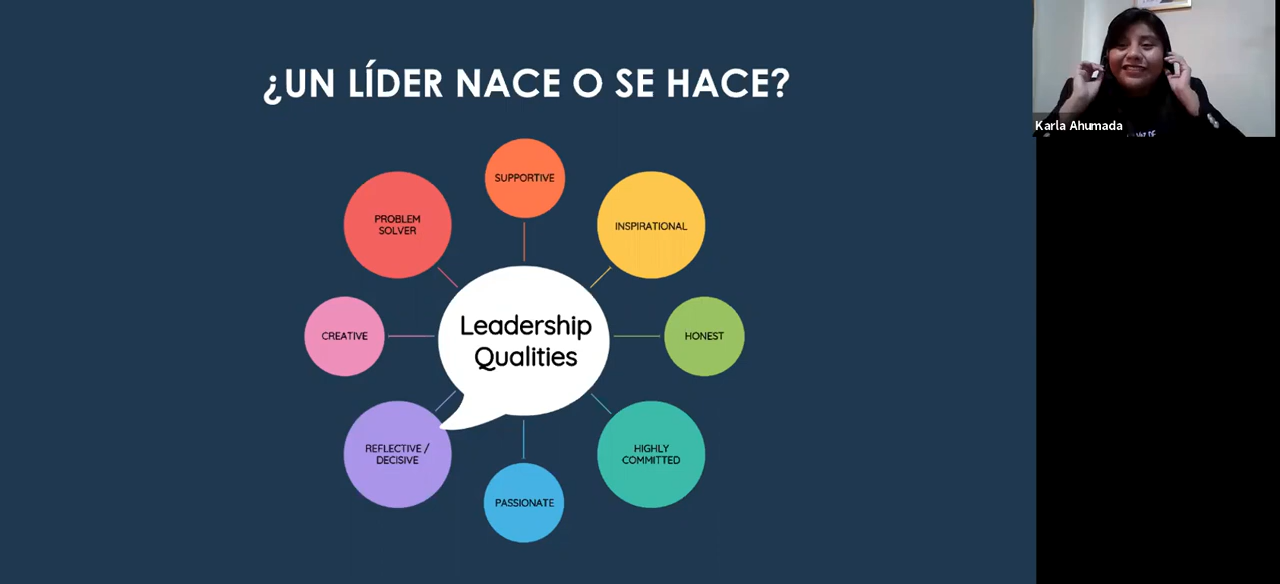 ¿UN LÍDER NACE O SE HACE?
SUPPORTIVE
PROBLEM
SOLVER
INSPIRATIONAL
Leadership
Qualities
CREATIVE
HONEST
REFLECTIVE /
DECISIVE
HIGHLY
COMMITTED
PASSIONATE
Karla Ahumada